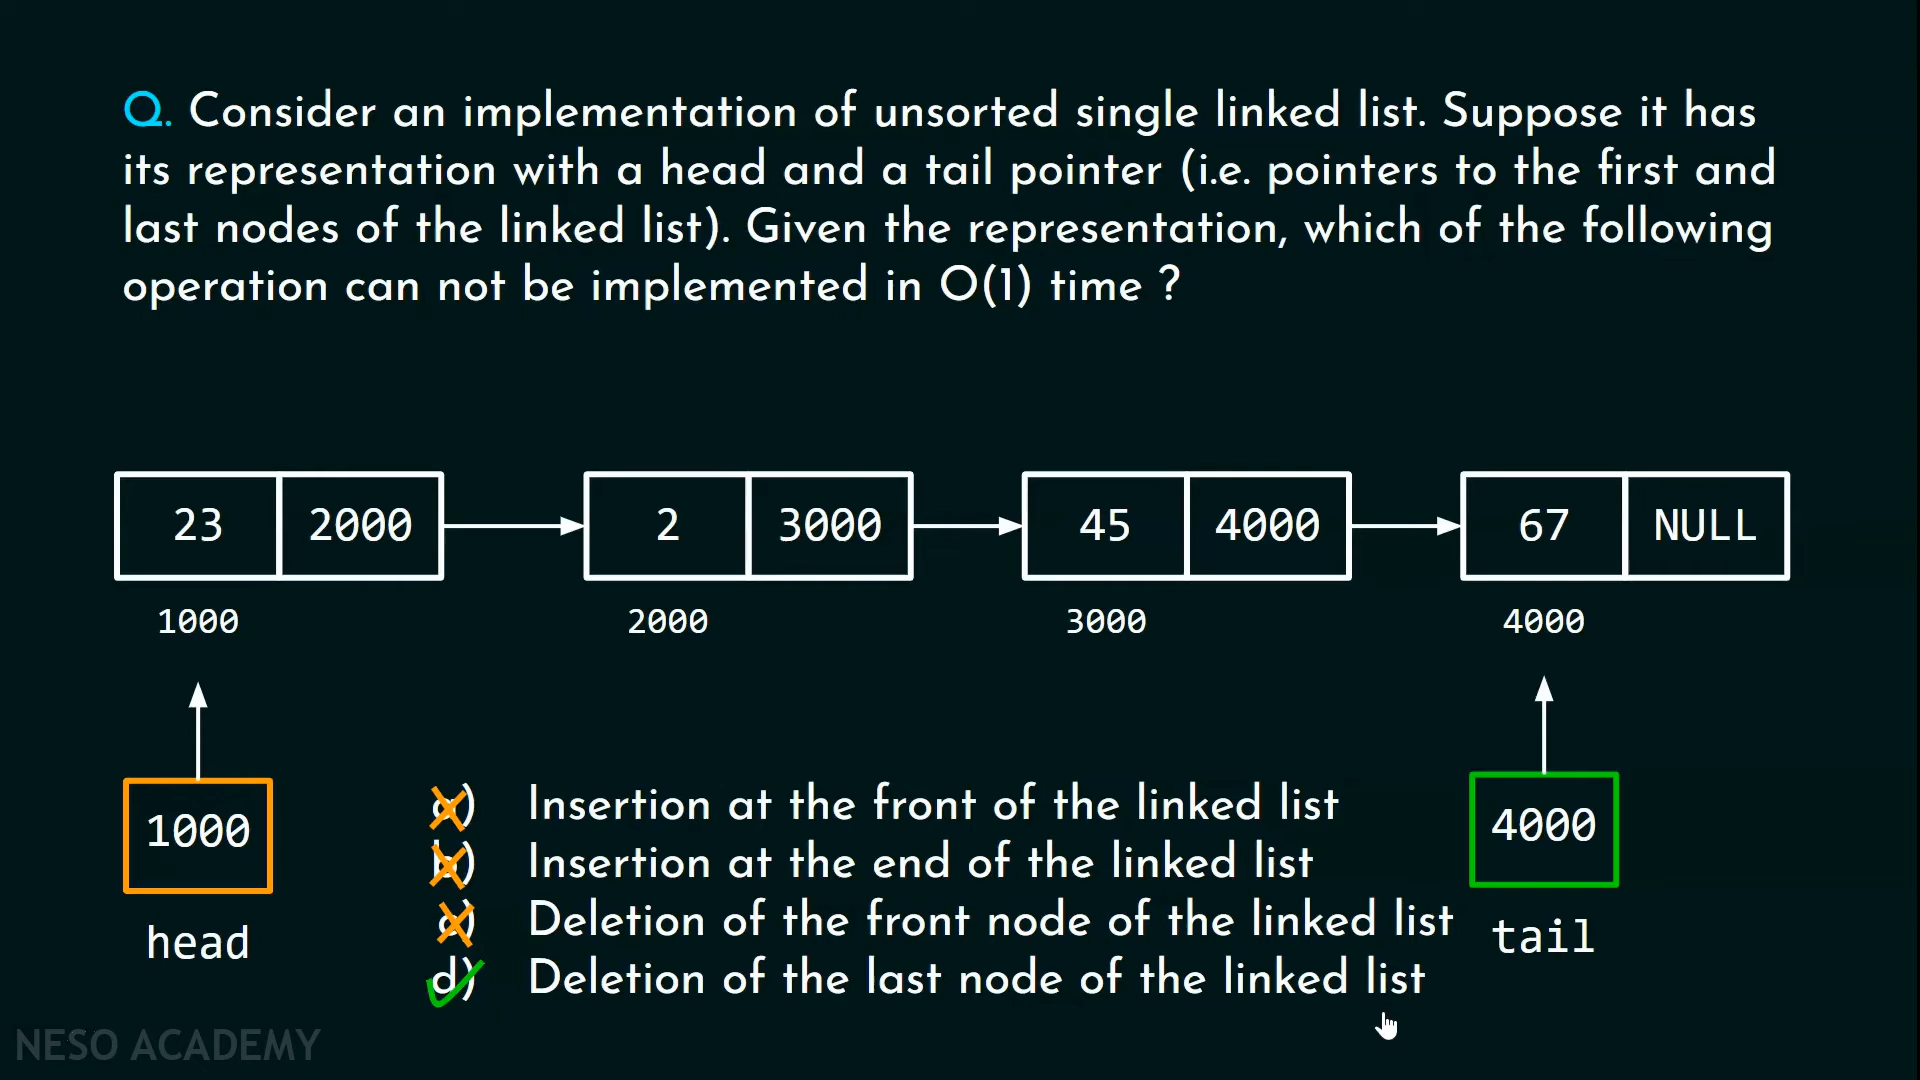 Q. Consider an implementation of unsorted single linked list. Suppose it has
its representation with a head and a tail pointer (i.e. pointers to the first and
last nodes of the linked list). Given the representation, which of the following
operation can not be implemented in O(1) time ?
23 2000 2 3000 45 4000 67 NULL
1000 2000 3000 4000
1000
head
a) Insertion at the front of the linked list
b) Insertion at the end of the linked list
c) Deletion of the front node of the linked list
d) Deletion of the last node of the linked list
4000
tail
NESO ACADEMY